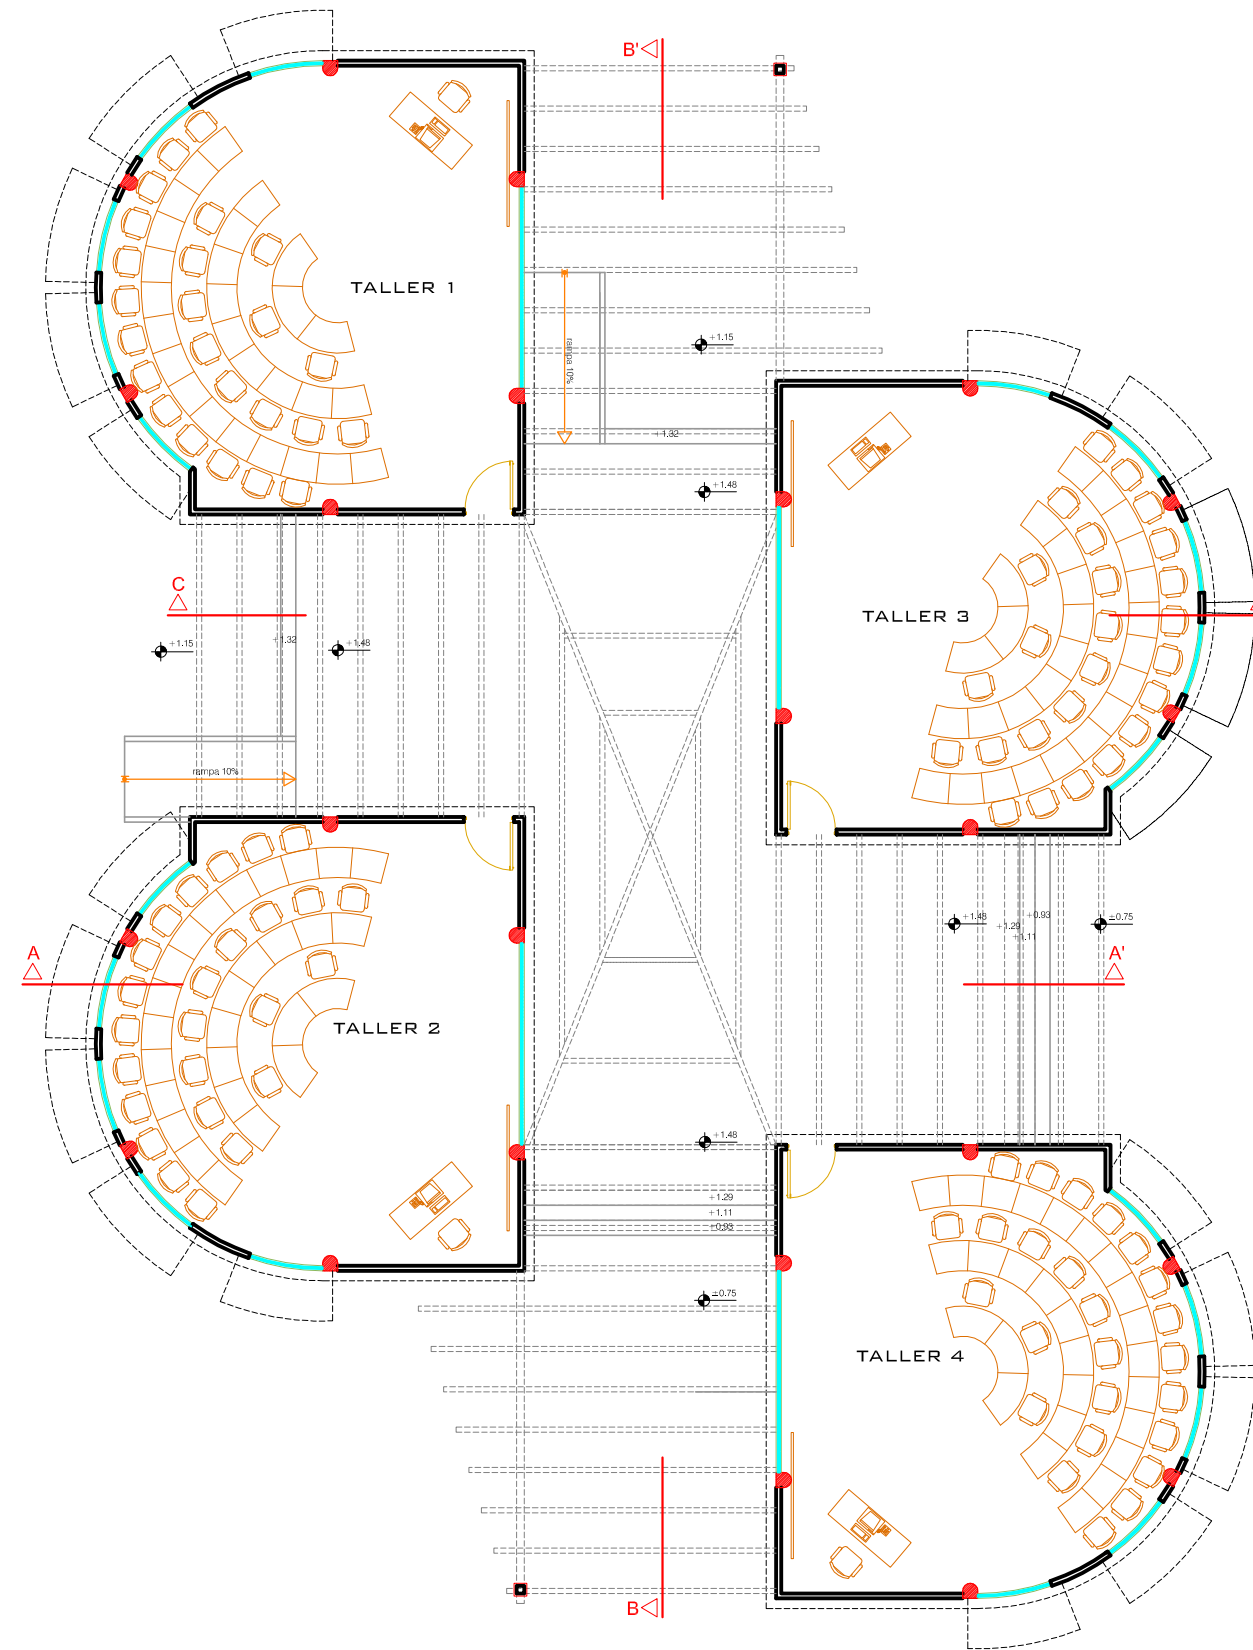 B'
TALLER 1
+1.15
rampa 10%
+1.32
+1.48
C
TALLER 3
+1.15
+1.32
+1.48
rampa 10%
+1.48
+1.29
+1.11
+0.93
±0.75
A
A'
TALLER 2
+1.48
+1.29
+1.11
+0.93
±0.75
TALLER 4
B